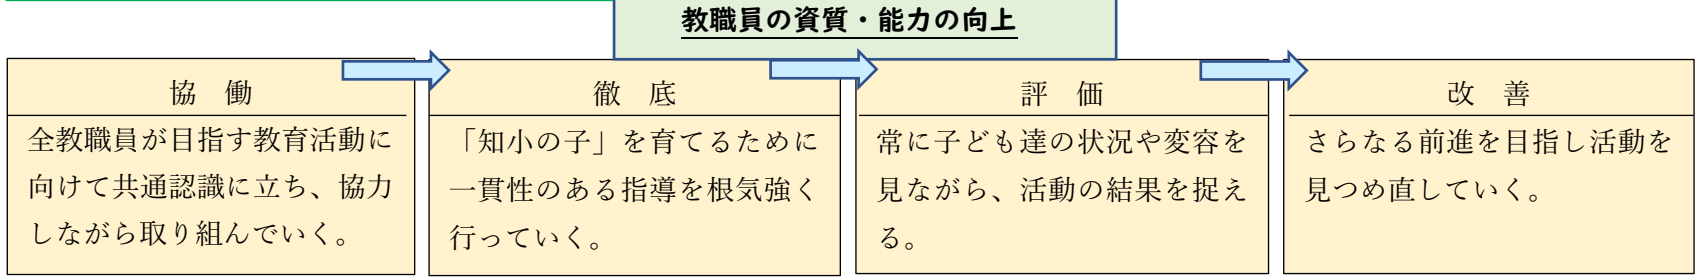 教職員の資質・能力の向上
協　働
全教職員が目指す教育活動に
向けて共通認識に立ち、協力
しながら取り組んでいく。
徹　底
「知小の子」を育てるために
一貫性のある指導を根気強く
行っていく。
評　価
常に子ども達の状況や変容を
見ながら、活動の結果を捉え
る。
改　善
さらなる前進を目指し活動を
見つめ直していく。